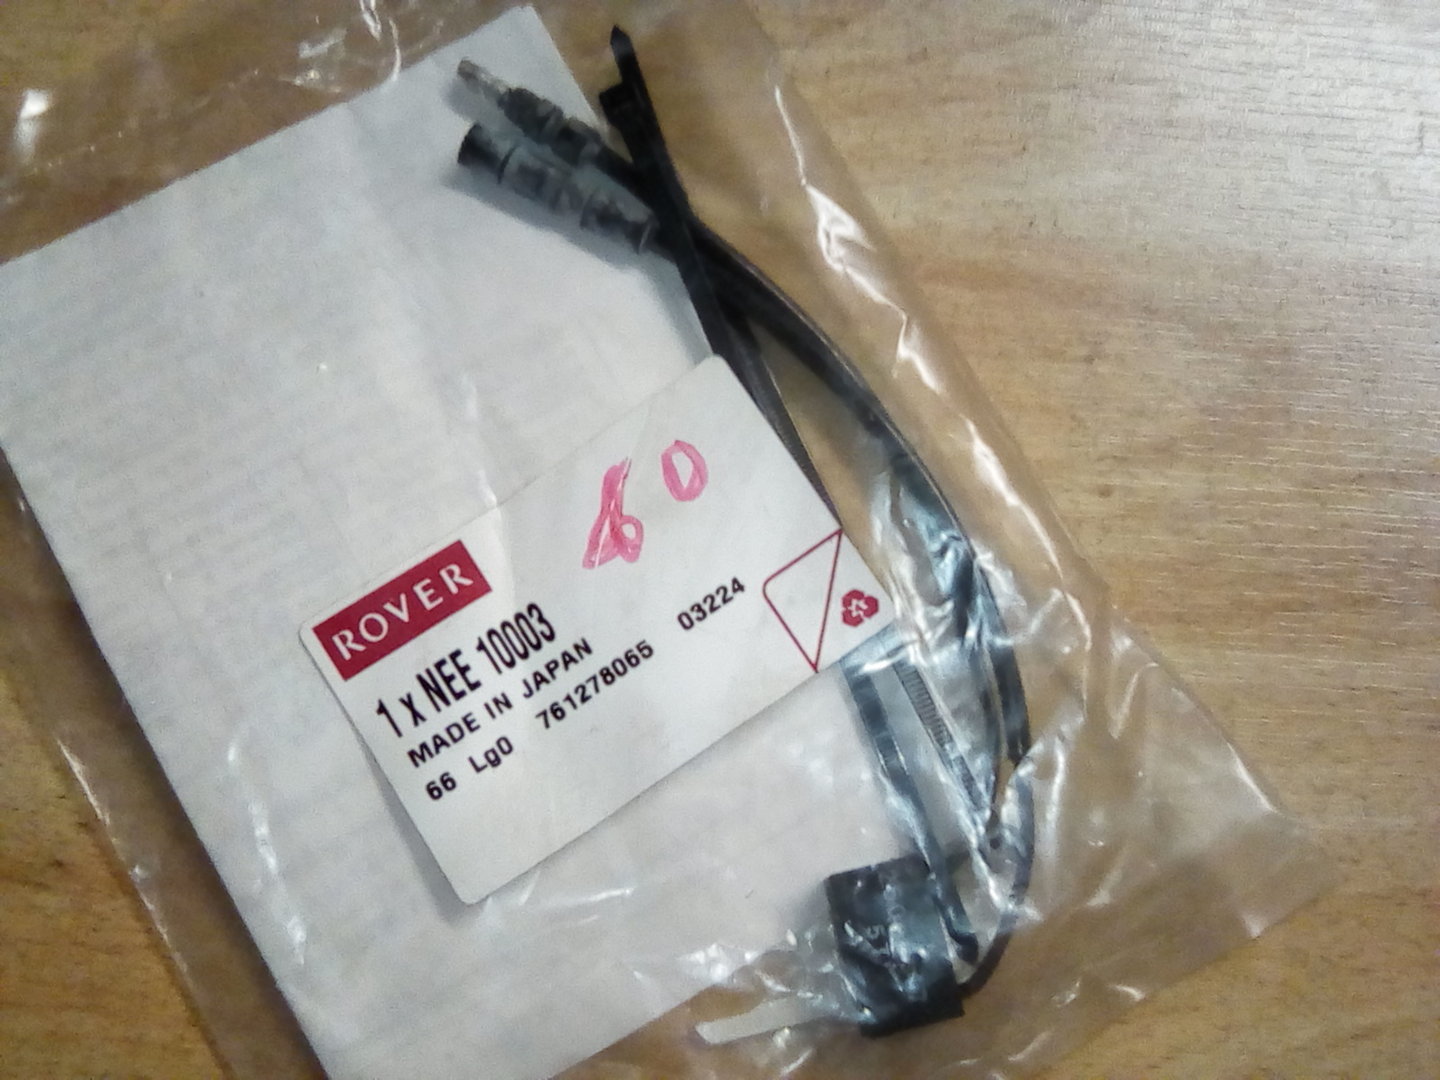 60
ROVER
1 x NEE 10003
MADE IN JAPAN
66 Lg0 761278065 03224